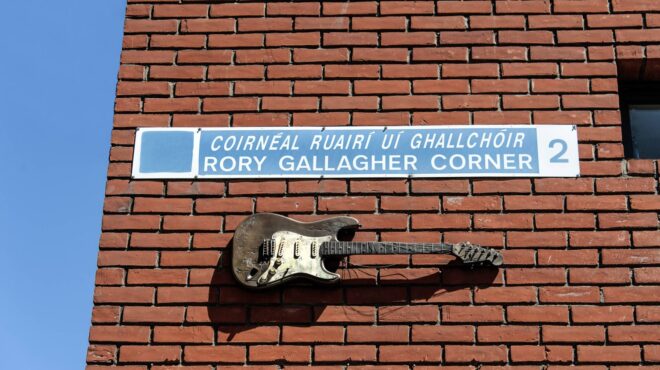 COIRNÉAL RUAIRÍ UÍ GHALLCHÓIR
RORY GALLAGHER CORNER
2